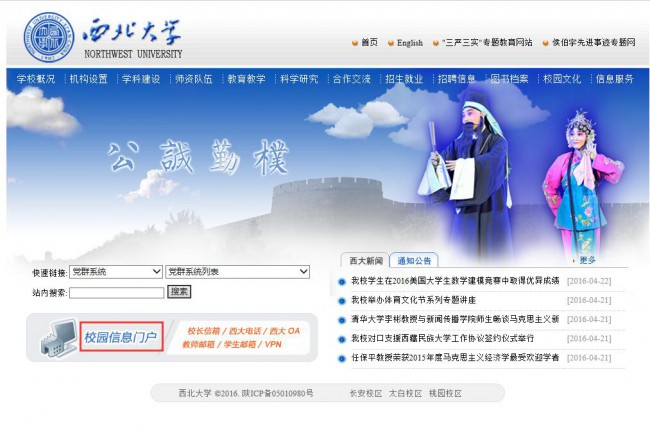 西北大学
NORTHWEST UNIVERSITY
首页 English "三严三实"专题教育网站 侯伯宇先进事迹专题网
学校概况 机构设置 学科建设 师资队伍 教育教学 科学研究 合作交流 招生就业 招聘信息 图书档案 校园文化 信息服务
公誠勤樸
西大新闻 通知公告 更多
快速链接: 党群系统 党群系统列表
站内搜索: 搜索
我校学生在2016美国大学生数学建模竞赛中取得优异成绩 [2016-04-22]
我校举办体育文化节系列专题讲座 [2016-04-21]
清华大学李彬教授与新闻传播学院师生畅谈马克思主义新 [2016-04-21]
我校对口支援西藏民族大学工作协议签约仪式举行 [2016-04-21]
任保平教授荣获2015年度马克思主义经济学最受欢迎学者 [2016-04-21]
校园信息门户
校长信箱 / 西大电话 / 西大 OA
教师邮箱 / 学生邮箱 / VPN
西北大学 ©2016. 陕ICP备05010980号 长安校区 太白校区 桃园校区